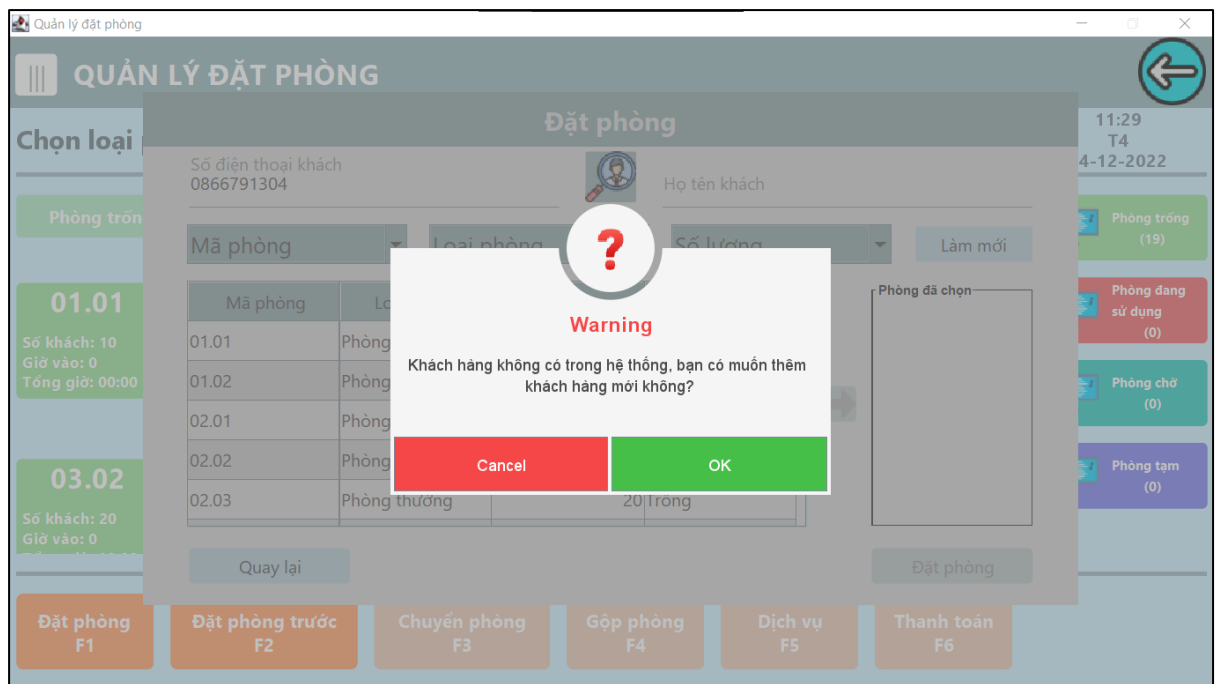 Quản lý đặt phòng
QUẢN LÝ ĐẶT PHÒNG
Chọn loại
11:29
T4
4-12-2022
Đặt phòng
Số điện thoại khách
0866791304
Họ tên khách
Mã phòng
Loại phòng
Số lượng
Làm mới
Phòng trốn
01.01
Số khách: 10
Giờ vào: 0
Tổng giờ: 00:00
03.02
Số khách: 20
Giờ vào: 0
Mã phòng
Lo
01.01
Phòng
01.02
Phòng
02.01
Phòng
02.02
Phòng
02.03
Phòng thường
20
Trống
Phòng đã chọn
Warning
Khách hàng không có trong hệ thống, bạn có muốn thêm
khách hàng mới không?
Cancel
OK
Quay lại
Đặt phòng
Phòng trống
(19)
Phòng đang
sử dụng
(0)
Phòng chờ
(0)
Phòng tạm
(0)
Đặt phòng
F1
Đặt phòng trước
F2
Chuyển phòng
F3
Gộp phòng
F4
Dịch vụ
F5
Thanh toán
F6